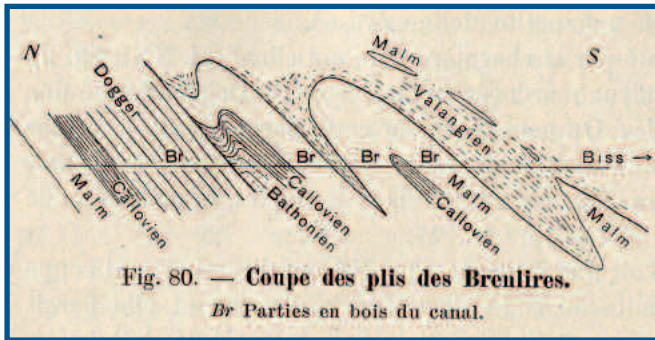 N
Malm
S
Dogger
Valangien
Br
Br
Br
Br
Biss →
Malm
Callovien
Bathonien
Callovien
Malm
Callovien
Malm
Fig. 80. — Coupe des plis des Breulires.
Br Parties en bois du canal.